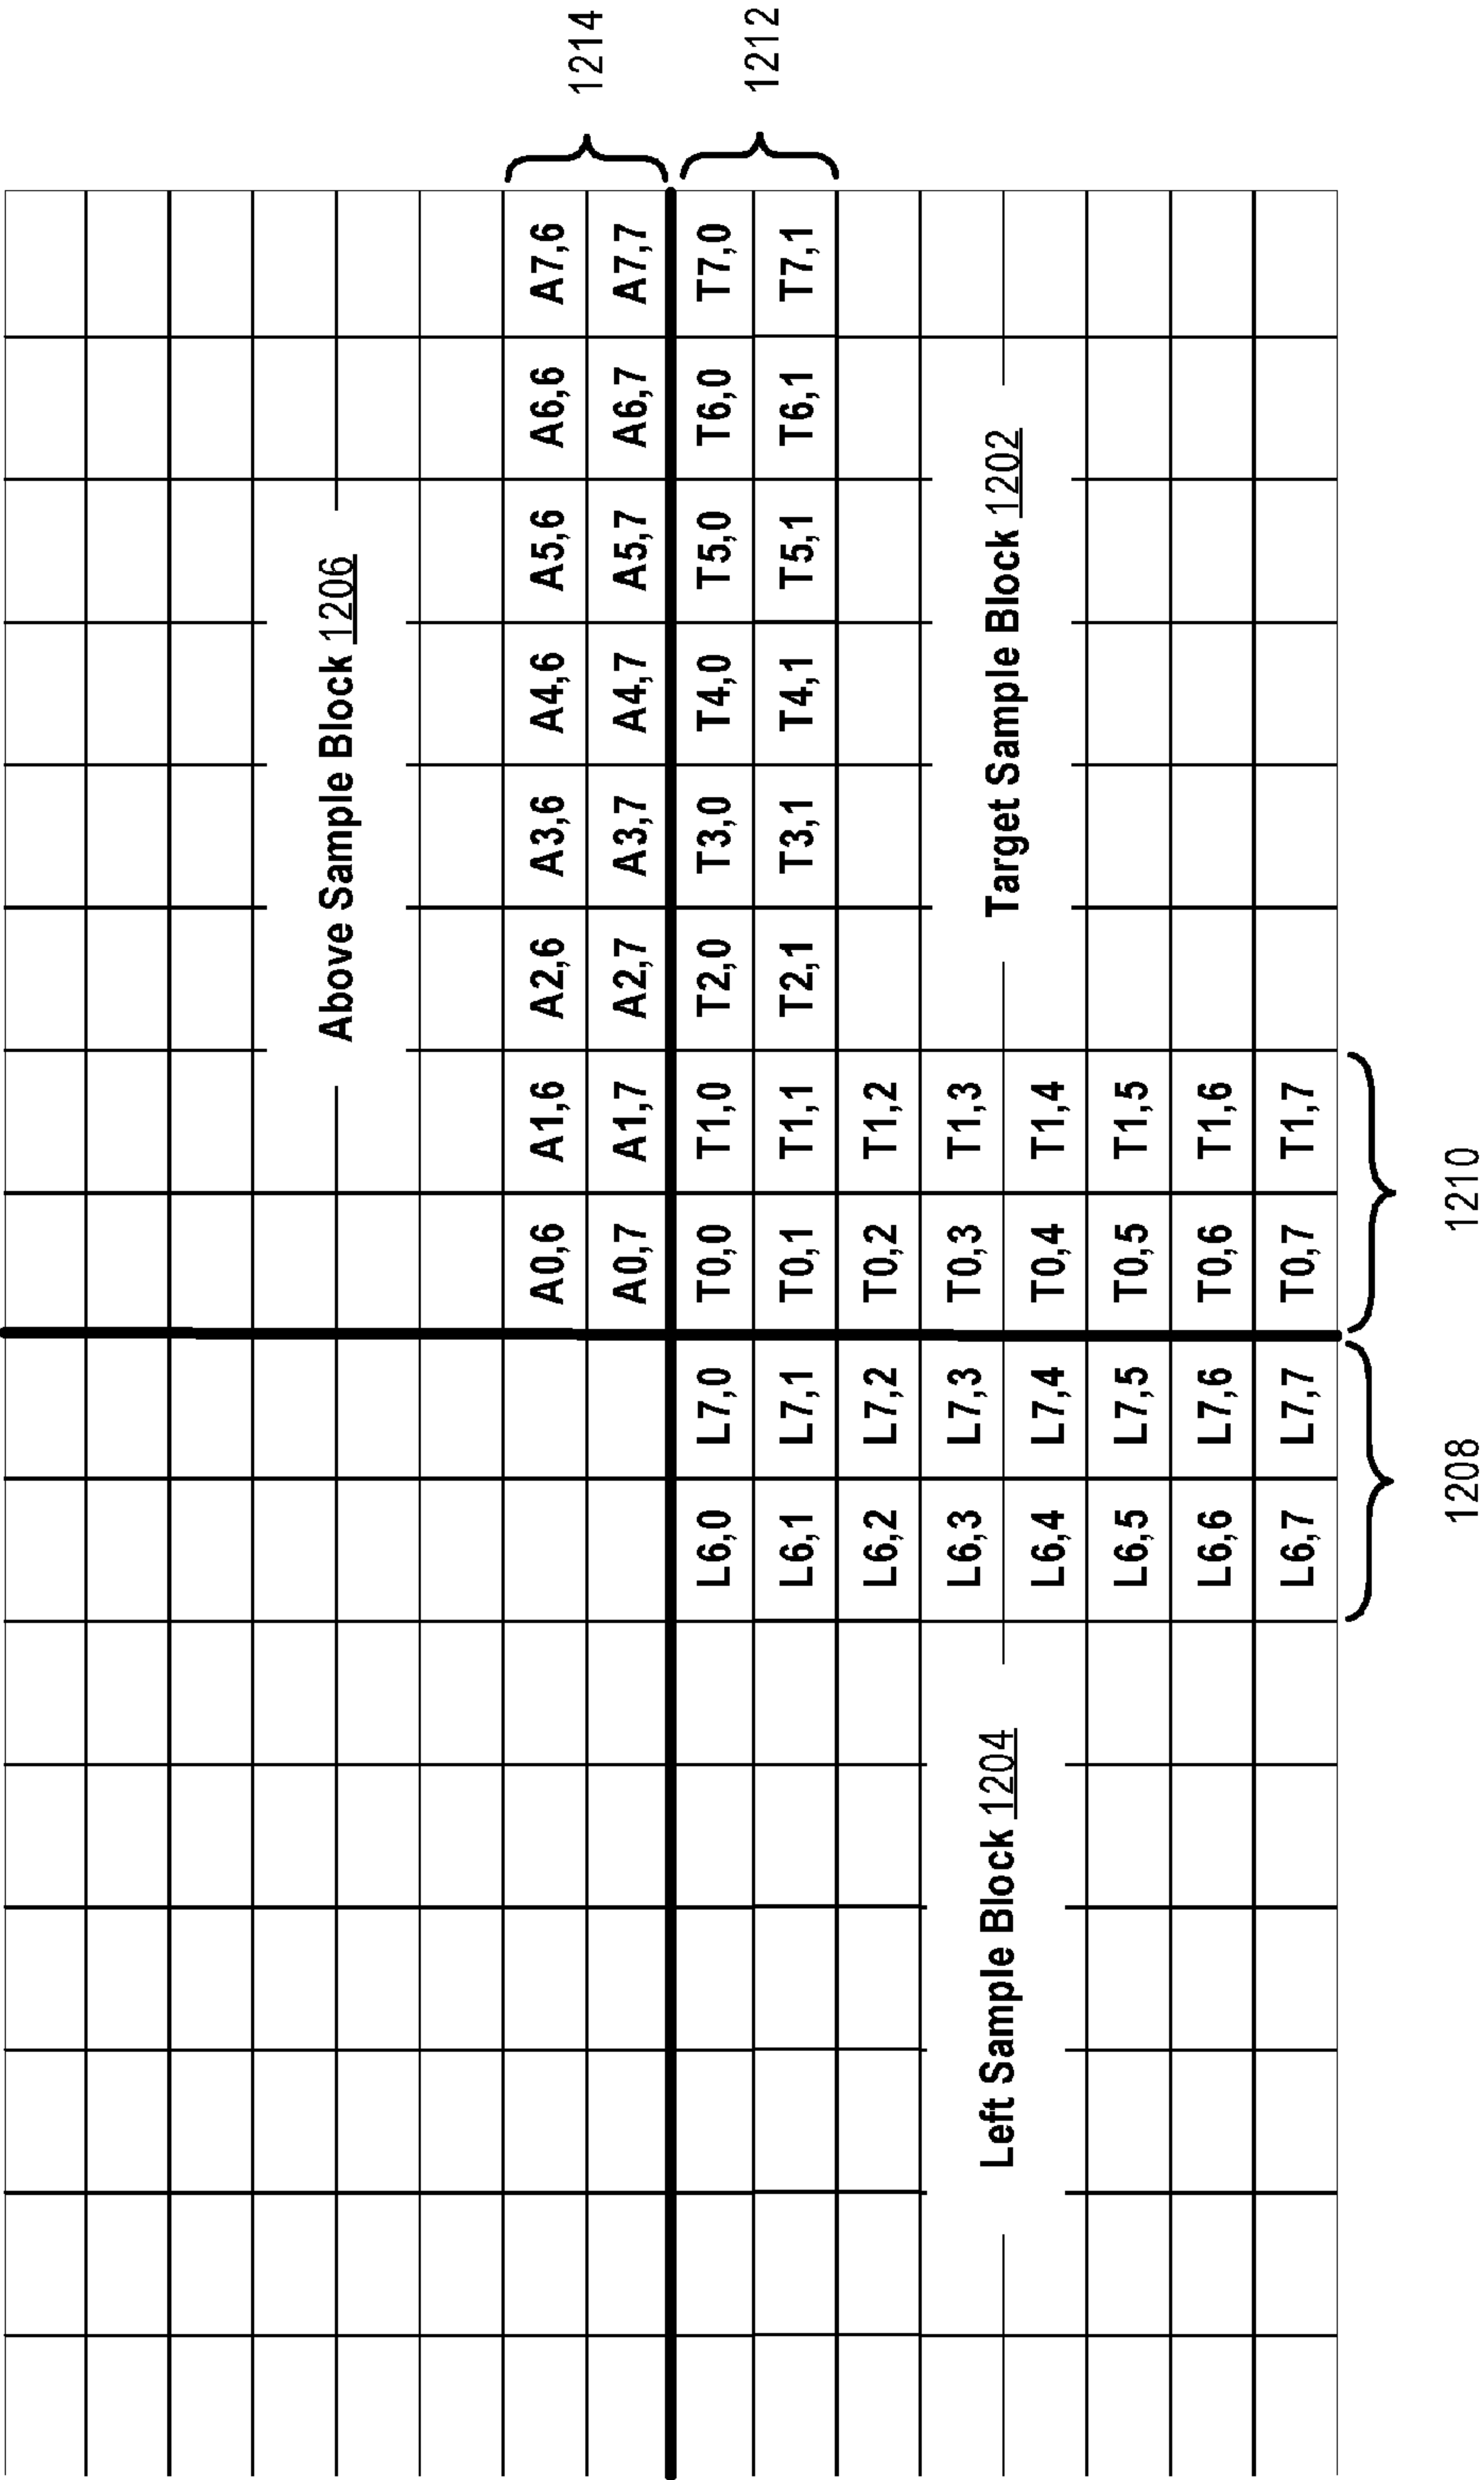 Above Sample Block 1206
A0,6 A1,6 A2,6 A3,6 A4,6 A5,6 A6,6 A7,6
1214
A0,7 A1,7 A2,7 A3,7 A4,7 A5,7 A6,7 A7,7
L6,0 L7,0 T0,0 T1,0 T2,0 T3,0 T4,0 T5,0 T6,0 T7,0
1212
L6,1 L7,1 T0,1 T1,1 T2,1 T3,1 T4,1 T5,1 T6,1 T7,1
L6,2 L7,2 T0,2 T1,2
L6,3 L7,3 T0,3 T1,3
Left Sample Block 1204
Target Sample Block 1202
L6,4 L7,4 T0,4 T1,4
L6,5 L7,5 T0,5 T1,5
L6,6 L7,6 T0,6 T1,6
L6,7 L7,7 T0,7 T1,7
1208 1210